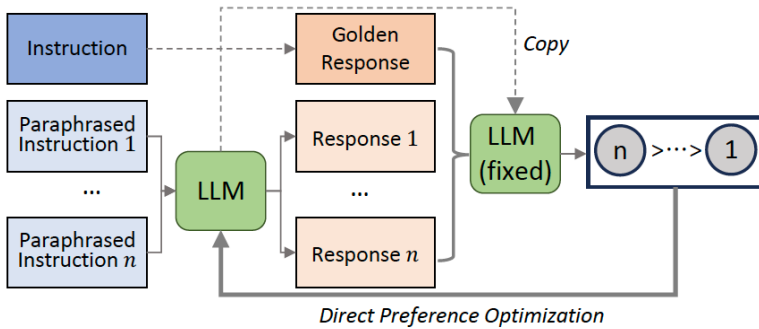 Instruction
Golden
Response
Copy
Paraphrased
Instruction 1
...
Paraphrased
Instruction n
LLM
Response 1
...
Response n
LLM
(fixed)
n >···> 1
Direct Preference Optimization